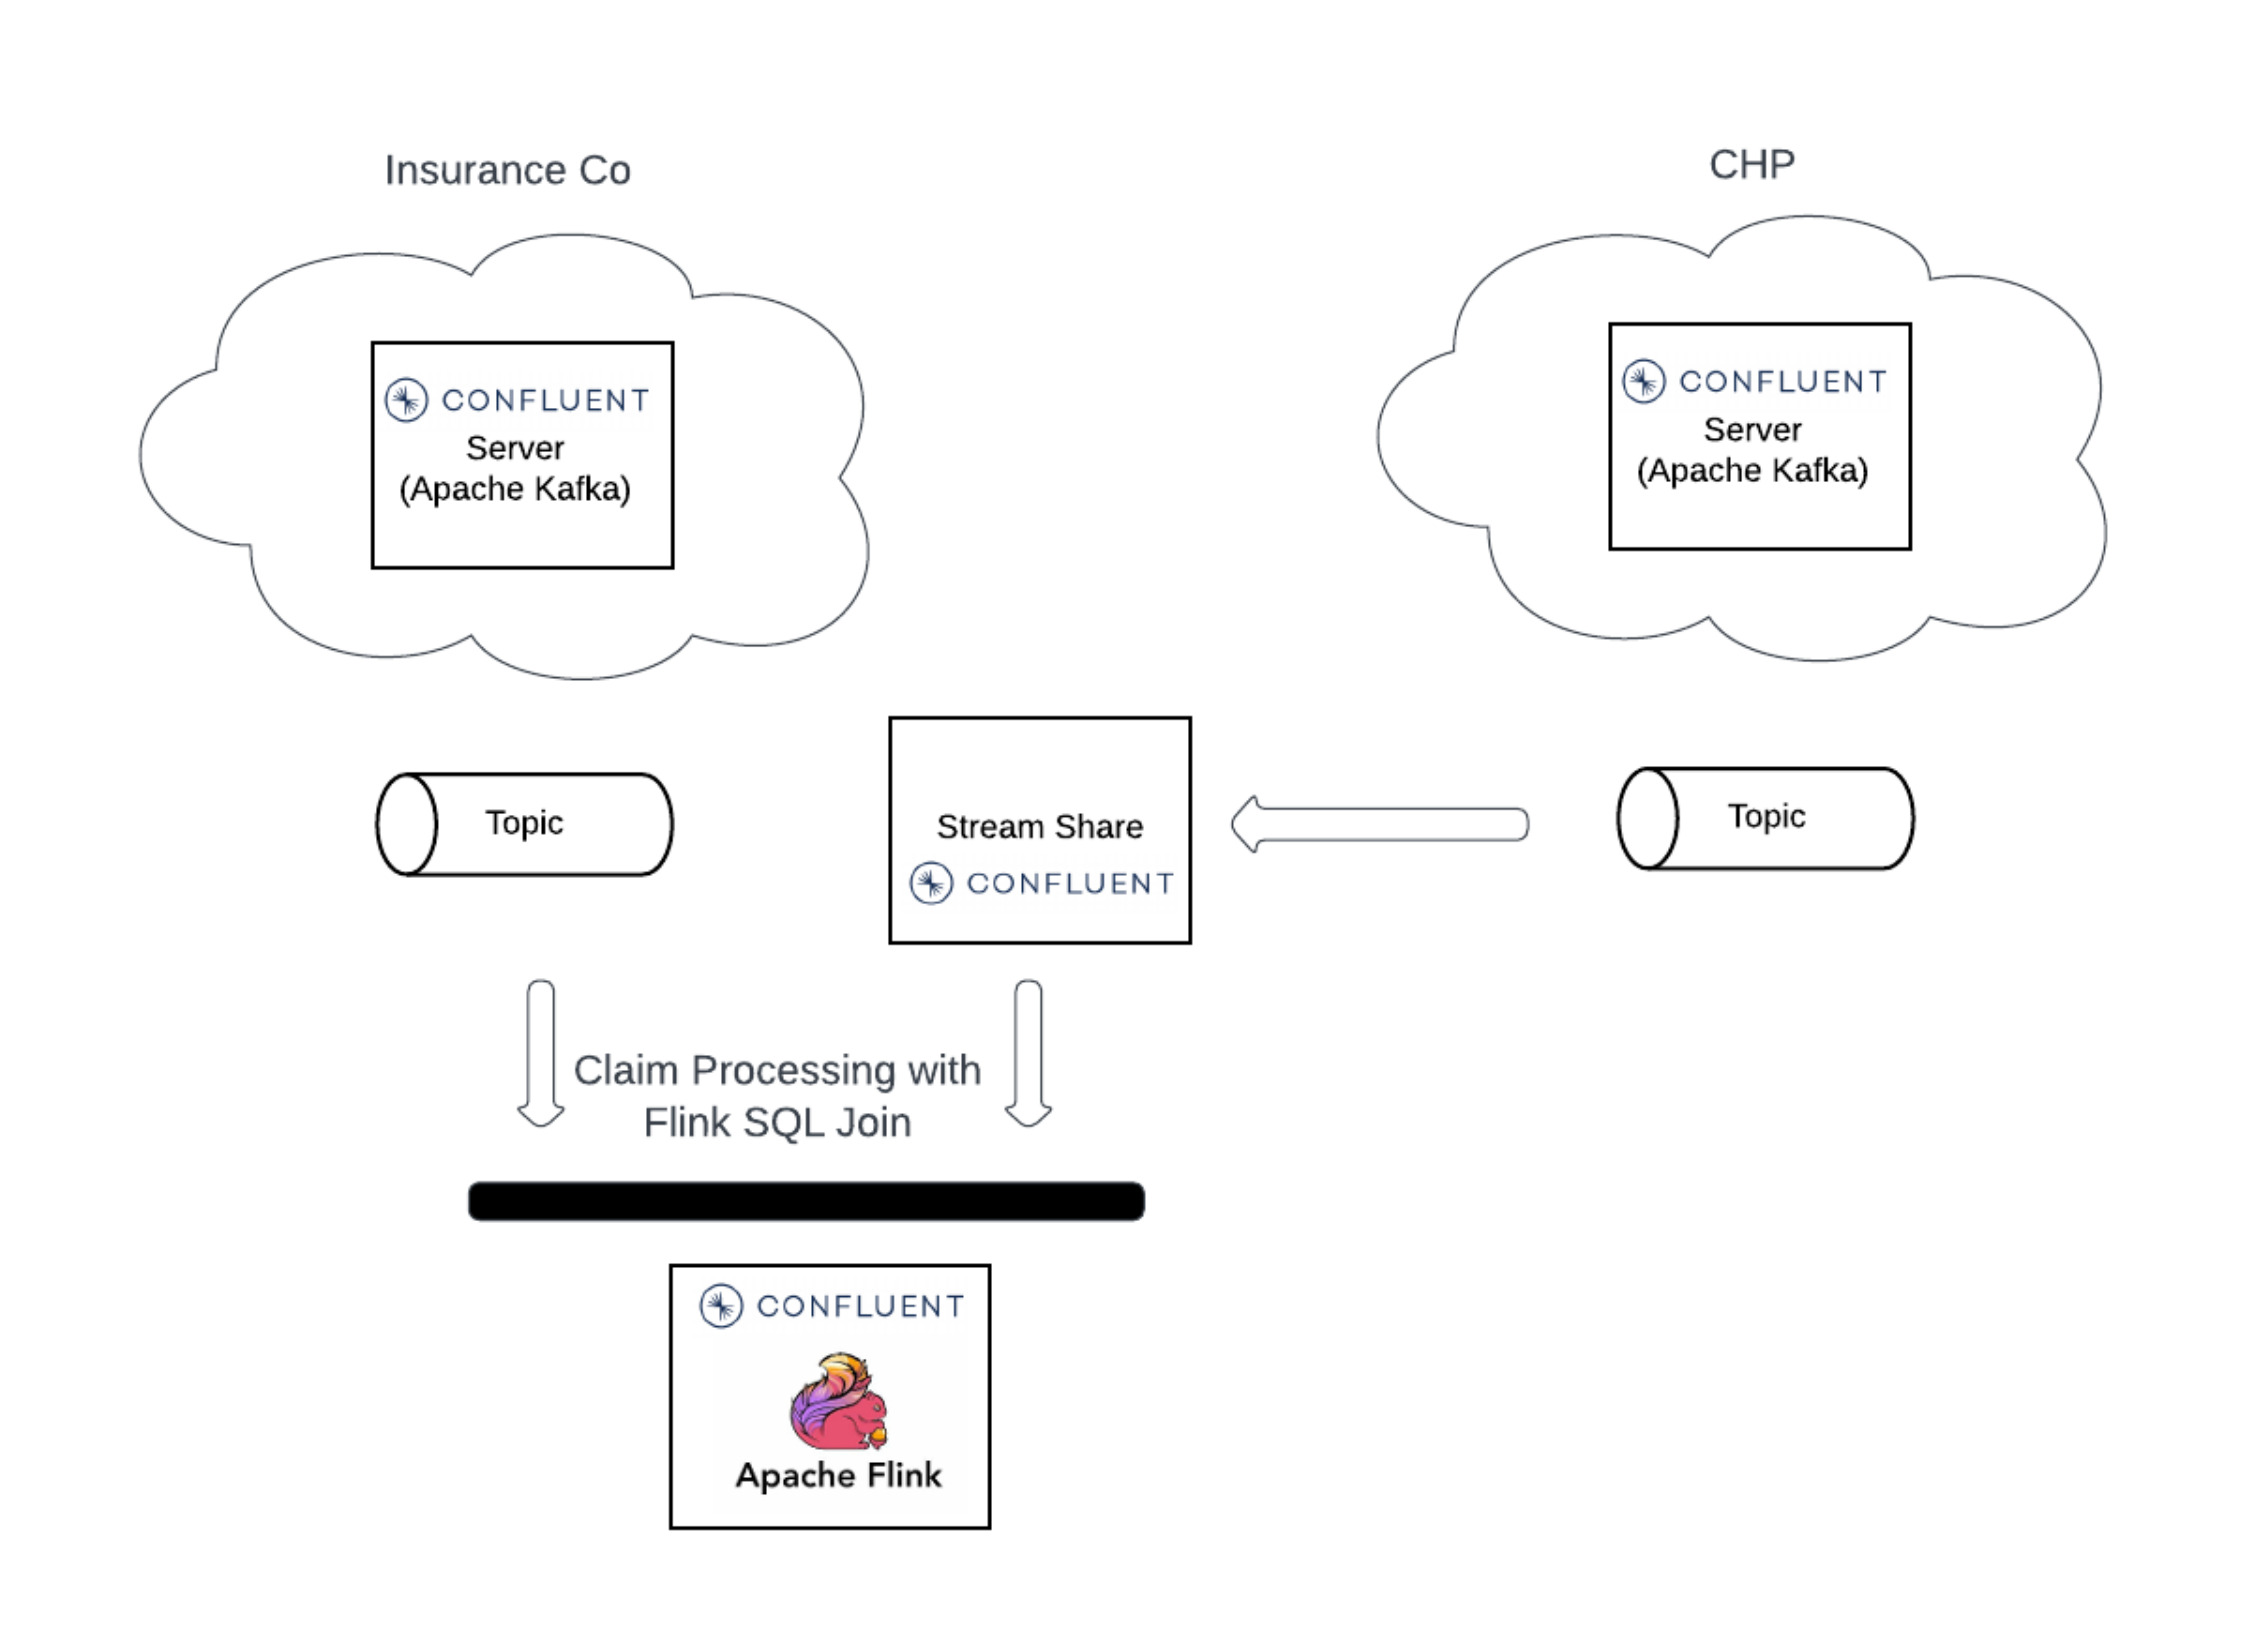 Insurance Co
CHP
CONFLUENT
Server
(Apache Kafka)
CONFLUENT
Server
(Apache Kafka)
Topic
Stream Share
CONFLUENT
Topic
Claim Processing with
Flink SQL Join
CONFLUENT
Apache Flink